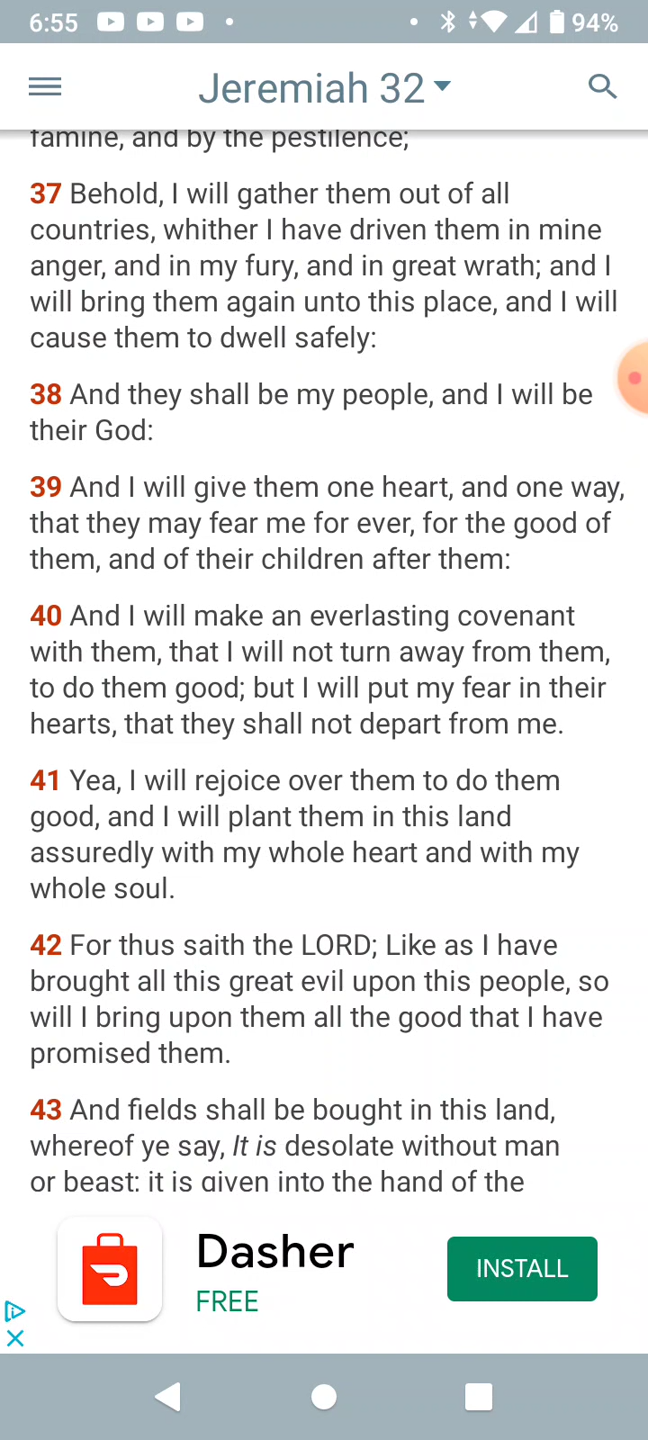 6:55
94%
Jeremiah 32
famine, and by the pestilence;
37 Behold, I will gather them out of all
countries, whither I have driven them in mine
anger, and in my fury, and in great wrath; and I
will bring them again unto this place, and I will
cause them to dwell safely:
38 And they shall be my people, and I will be
their God:
39 And I will give them one heart, and one way,
that they may fear me for ever, for the good of
them, and of their children after them:
40 And I will make an everlasting covenant
with them, that I will not turn away from them,
to do them good; but I will put my fear in their
hearts, that they shall not depart from me.
41 Yea, I will rejoice over them to do them
good, and I will plant them in this land
assuredly with my whole heart and with my
whole soul.
42 For thus saith the LORD; Like as I have
brought all this great evil upon this people, so
will I bring upon them all the good that I have
promised them.
43 And fields shall be bought in this land,
whereof ye say, It is desolate without man
or beast; it is given into the hand of the
Dasher
FREE
INSTALL